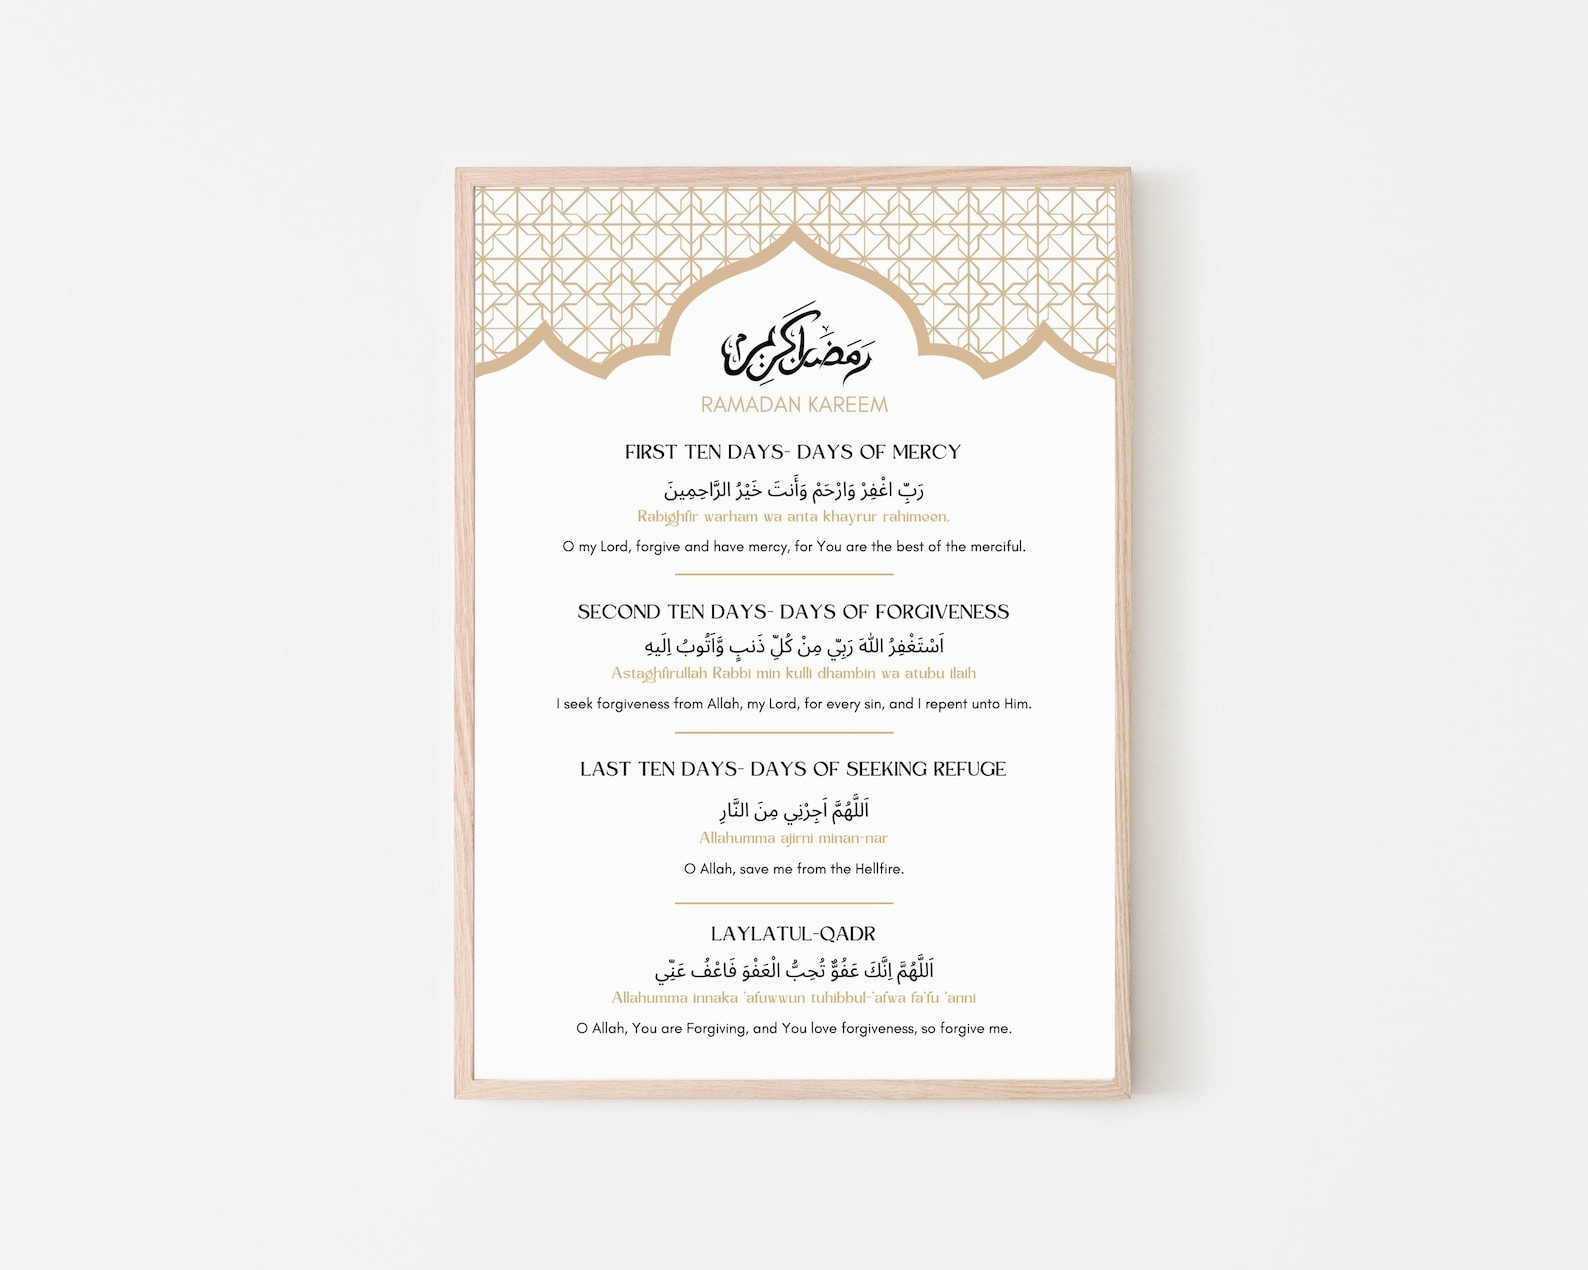 رمضان كريم
RAMADAN KAREEM
FIRST TEN DAYS- DAYS OF MERCY
رَبِّ اغْفِرْ وَارْحَمْ وَأَنتَ خَيْرُ الرَّاحِمِينَ
Rabighfir warham wa anta khayrur rahimeen.
O my Lord, forgive and have mercy, for You are the best of the merciful.
SECOND TEN DAYS- DAYS OF FORGIVENESS
اَسْتَغْفِرُ اللّٰهَ رَبِّي مِنْ كُلِّ ذَنبٍ وَّاَتُوبُ اِلَيهِ
Astaghfirullah Rabbi min kulli dhambin wa atubu ilaih
I seek forgiveness from Allah, my Lord, for every sin, and I repent unto Him.
LAST TEN DAYS- DAYS OF SEEKING REFUGE
اَللَّهُمَّ اَجِرْنِي مِنَ النَّارِ
Allahumma ajirni minan-nar
O Allah, save me from the Hellfire.
LAYLATUL-QADR
اَللَّهُمَّ اِنَّكَ عَفُوٌّ تُحِبُّ الْعَفْوَ فَاعْفُ عَنِّي
Allahumma innaka 'afuwwun tuhibbul-'afwa fa'fu 'anni
O Allah, You are Forgiving, and You love forgiveness, so forgive me.